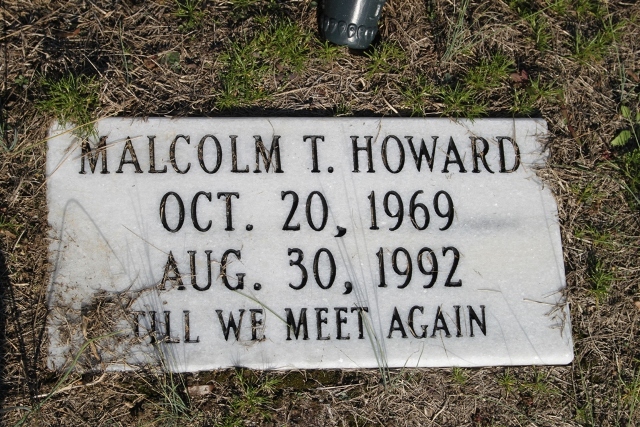 MALCOLM T. HOWARD
OCT. 20, 1969
AUG. 30, 1992
TILL WE MEET AGAIN